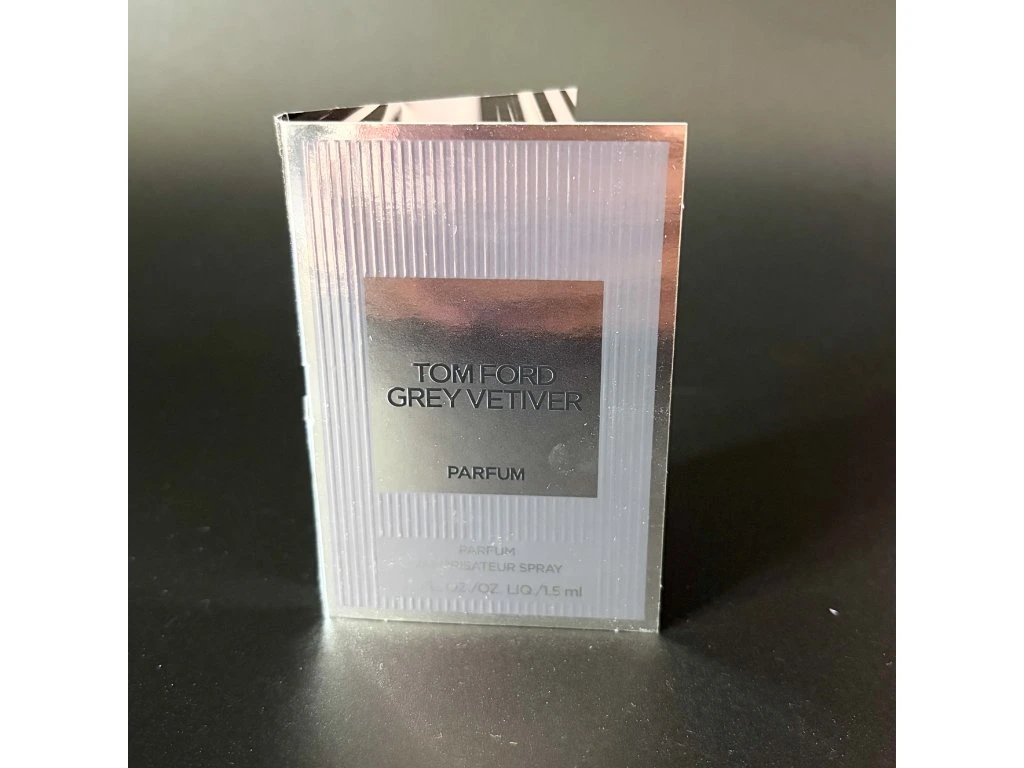 TOM FORD
GREY VETIVER
PARFUM
PARFUM
SPRAY
OZ./OZ. LIQ./1.5 ml